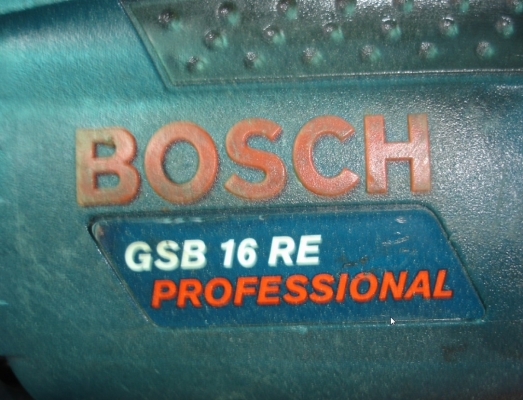 BOSCH
GSB 16 RE
PROFESSIONAL